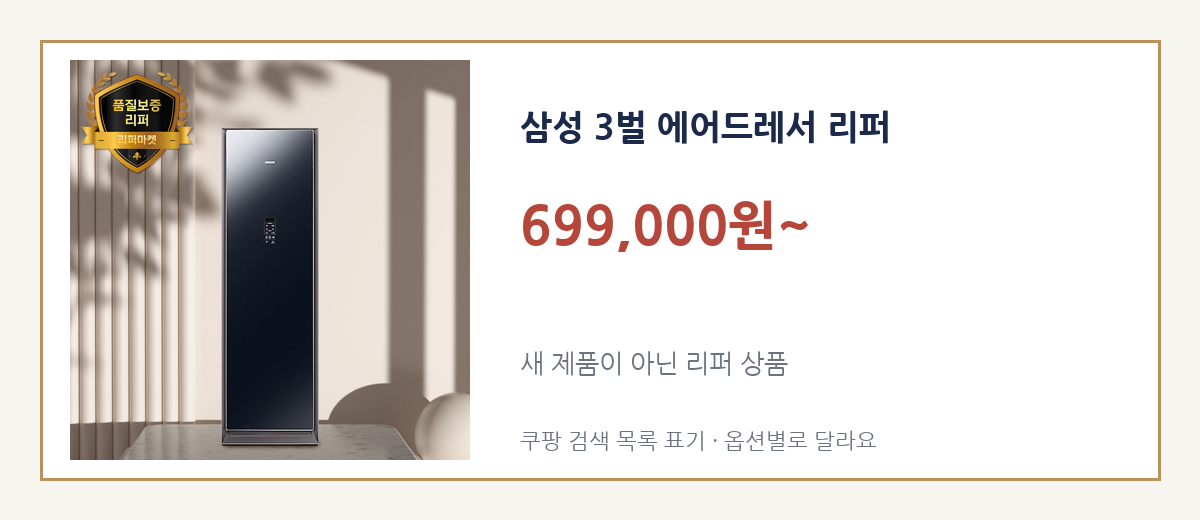 품질보증
리퍼
리퍼마켓
삼성 3벌 에어드레서 리퍼
699,000원~
새 제품이 아닌 리퍼 상품
쿠팡 검색 목록 표기 · 옵션별로 달라요